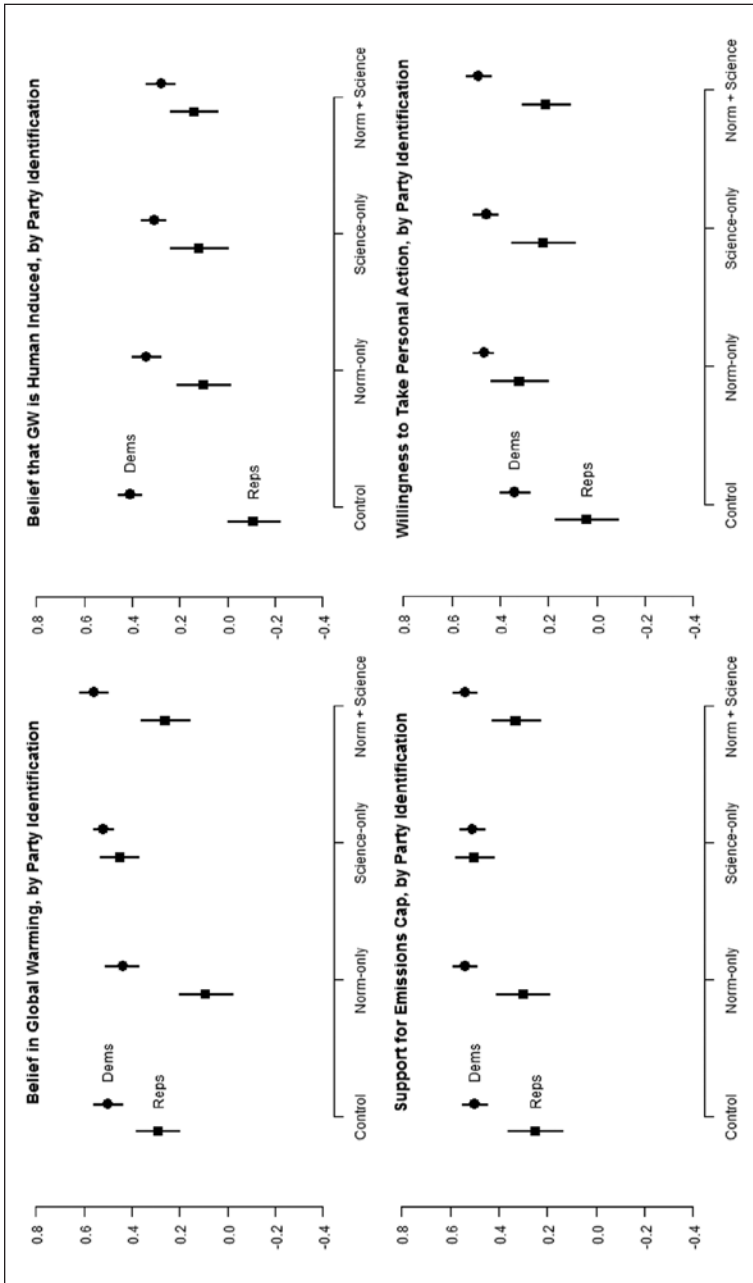 Belief in Global Warming, by Party Identification
0.8
0.6
0.4
0.2
0.0
-0.2
-0.4
Dems
Reps
Control
Norm-only
Science-only
Norm + Science
Belief that GW is Human Induced, by Party Identification
0.8
0.6
0.4
0.2
0.0
-0.2
-0.4
Dems
Reps
Control
Norm-only
Science-only
Norm + Science
Support for Emissions Cap, by Party Identification
0.8
0.6
0.4
0.2
0.0
-0.2
-0.4
Dems
Reps
Control
Norm-only
Science-only
Norm + Science
Willingness to Take Personal Action, by Party Identification
0.8
0.6
0.4
0.2
0.0
-0.2
-0.4
Dems
Reps
Control
Norm-only
Science-only
Norm + Science